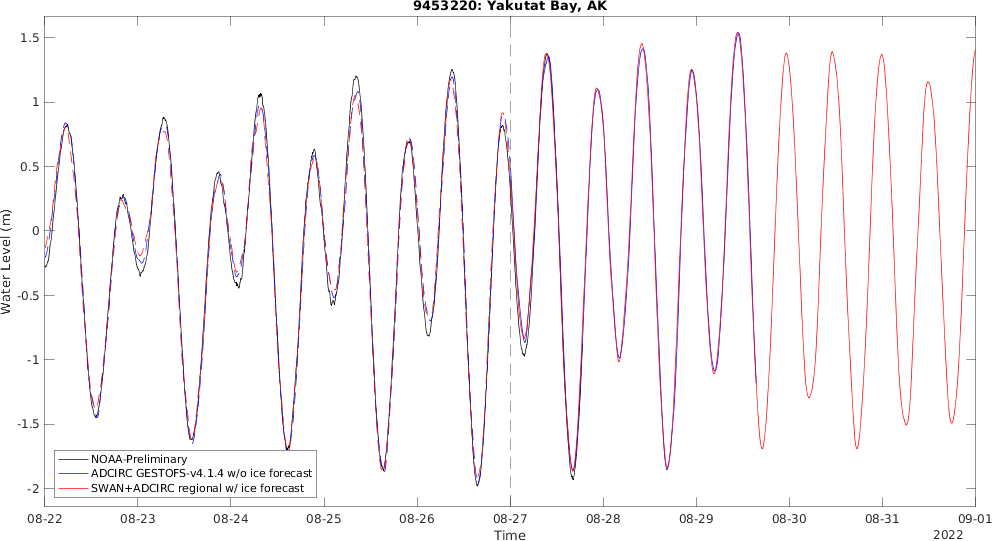 9453220: Yakutat Bay, AK
Water Level (m)
1.5
1
0.5
0
-0.5
-1
-1.5
-2
NOAA-Preliminary
ADCIRC GESTOFS-v4.1.4 w/o ice forecast
SWAN+ADCIRC regional w/ ice forecast
08-22 08-23 08-24 08-25 08-26 08-27 08-28 08-29 08-30 08-31 09-01
Time
2022